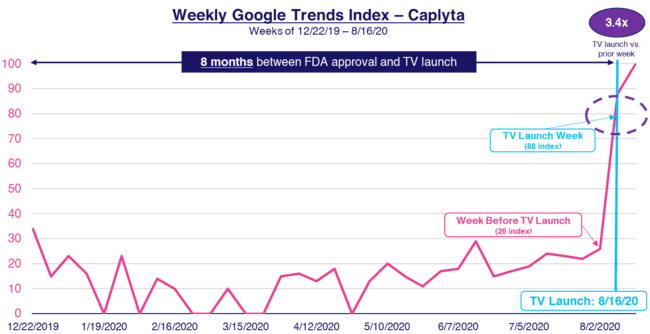 Weekly Google Trends Index – Caplyta
Weeks of 12/22/19 – 8/16/20
3.4x
TV launch vs.
prior week
8 months between FDA approval and TV launch
100
90
80
70
60
50
40
30
20
10
0
TV Launch Week
(88 index)
Week Before TV Launch
(26 index)
TV Launch: 8/16/20
12/22/2019
1/19/2020
2/16/2020
3/15/2020
4/12/2020
5/10/2020
6/7/2020
7/5/2020
8/2/2020